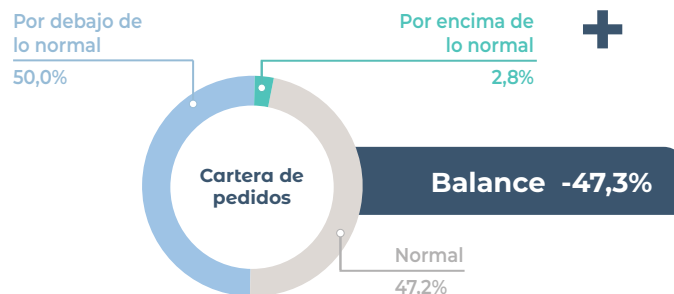 Por debajo de
lo normal
50,0%
Por encima de
lo normal
2,8%
Cartera de
pedidos
Balance -47,3%
Normal
47,2%